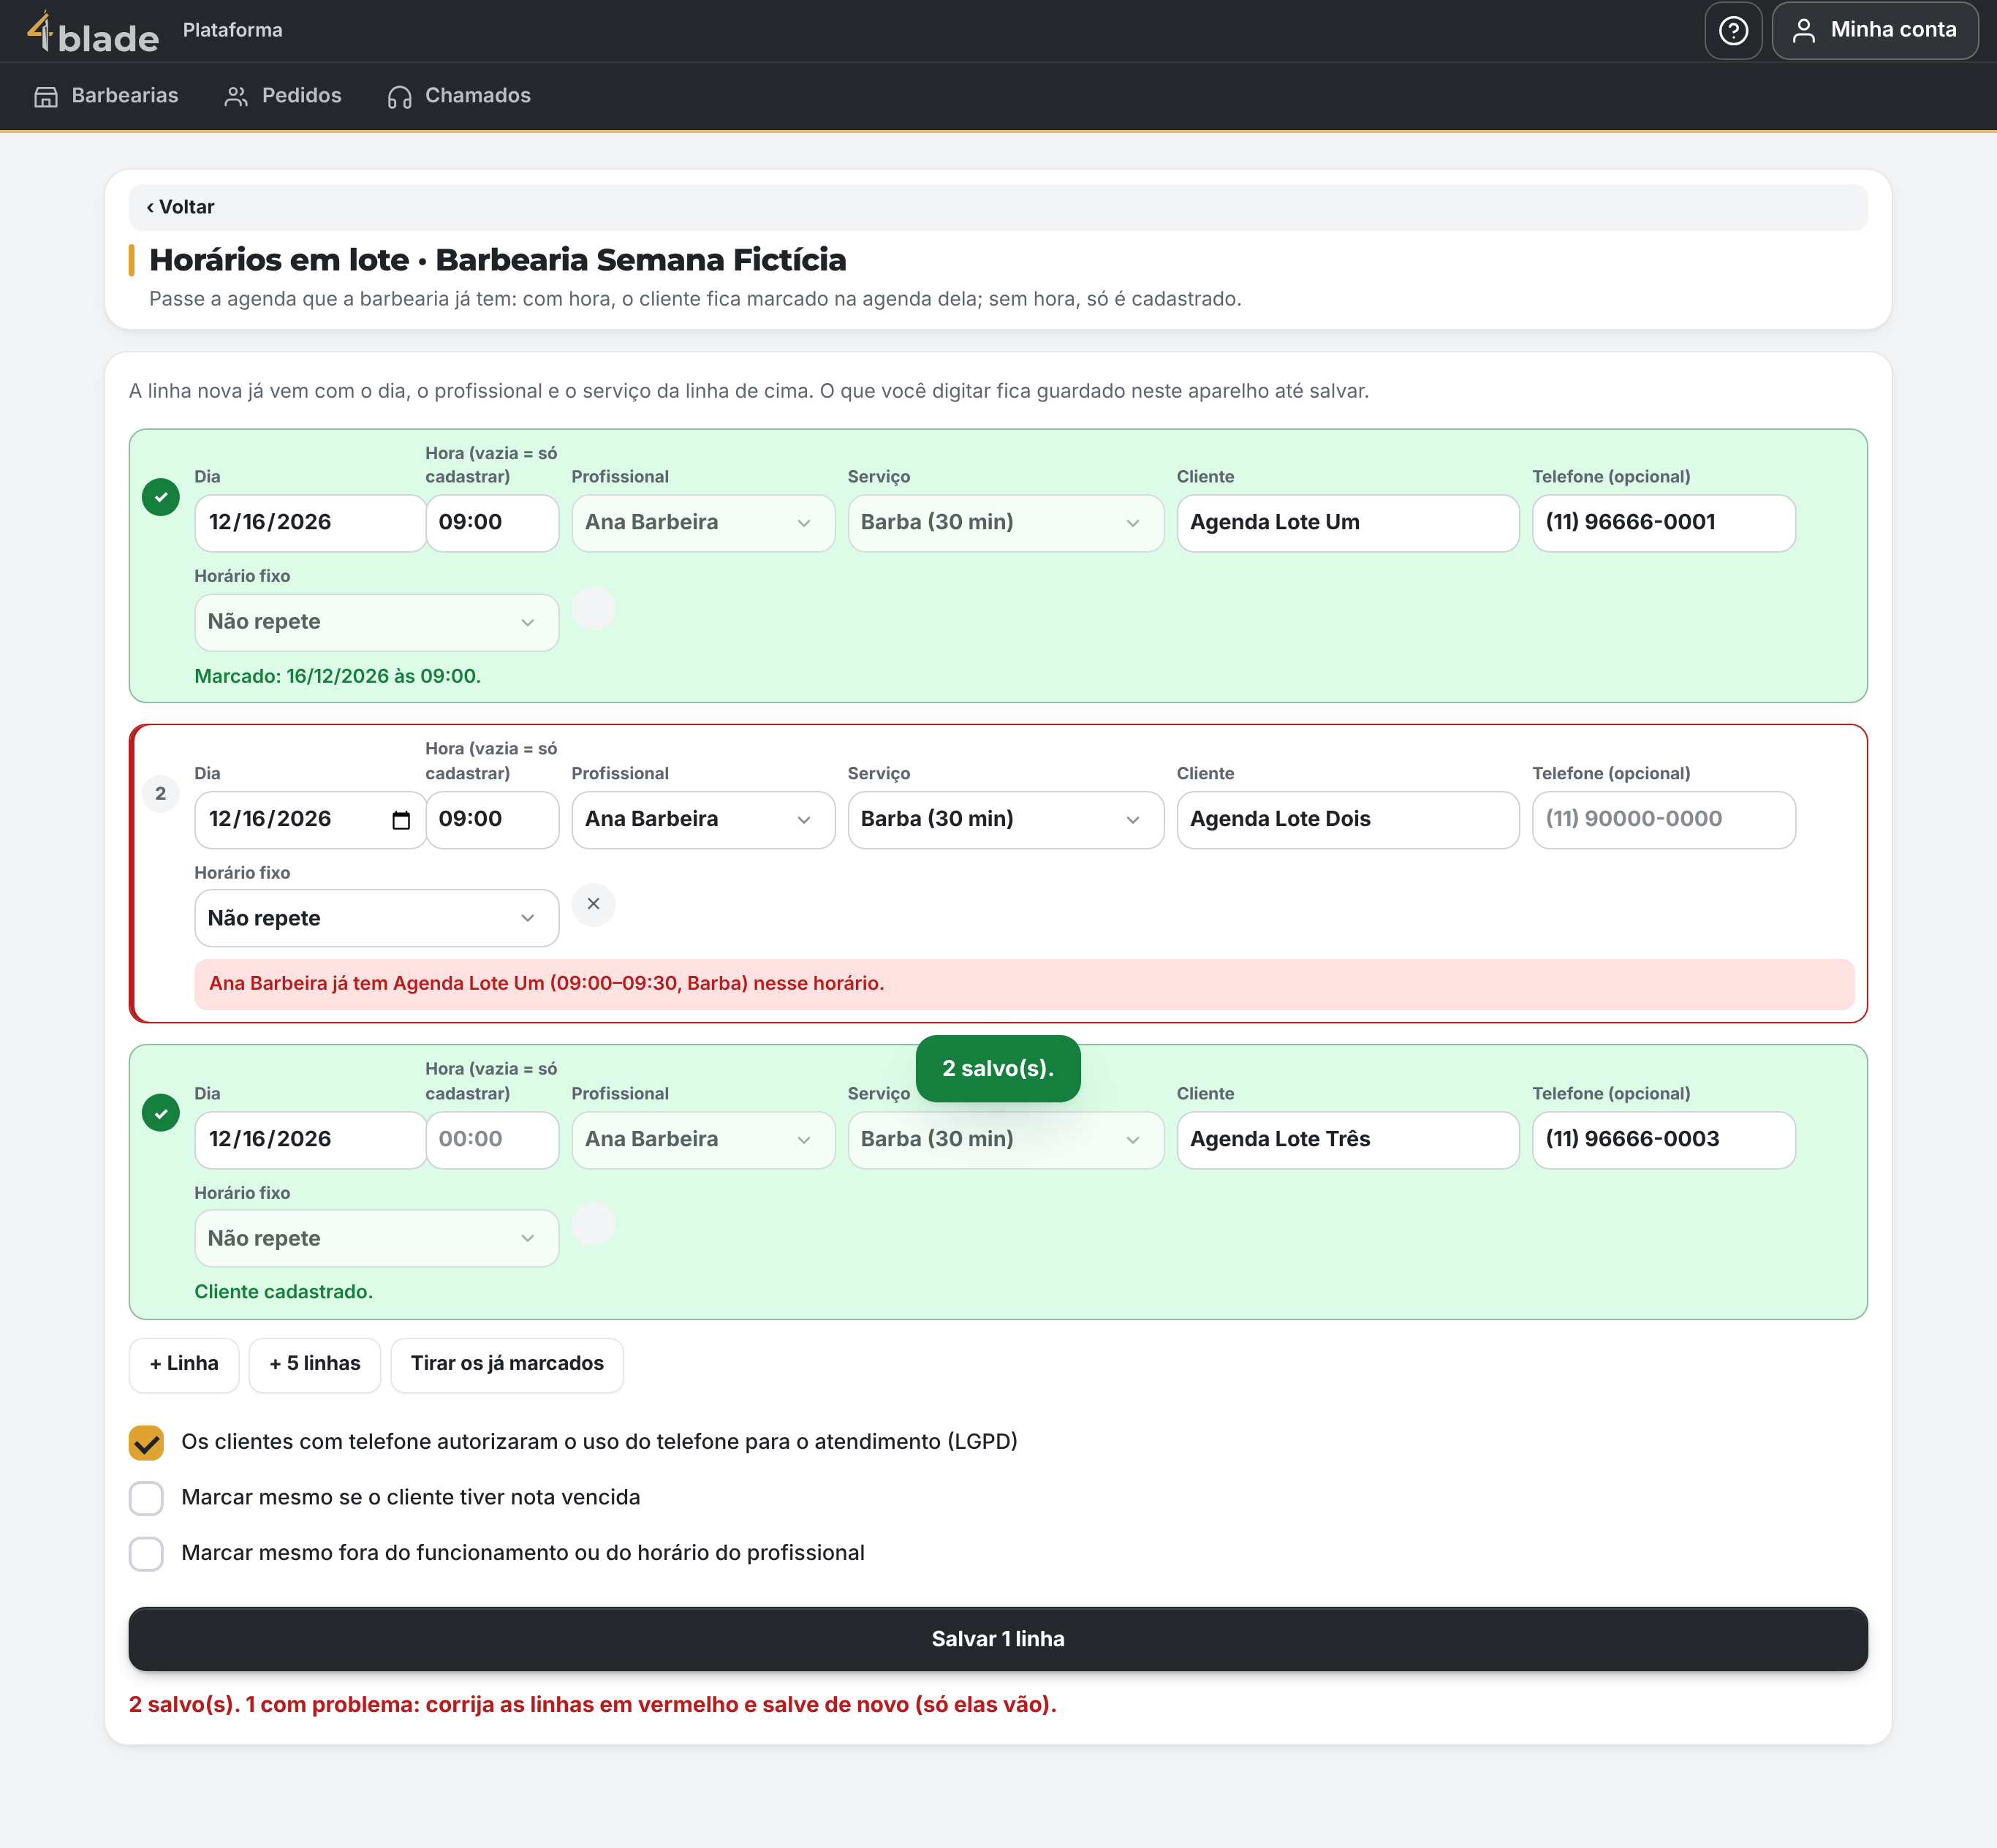 4blade Plataforma
Minha conta
Barbearias Pedidos Chamados
‹ Voltar
Horários em lote · Barbearia Semana Fictícia
Passe a agenda que a barbearia já tem: com hora, o cliente fica marcado na agenda dela; sem hora, só é cadastrado.
A linha nova já vem com o dia, o profissional e o serviço da linha de cima. O que você digitar fica guardado neste aparelho até salvar.
Dia Hora (vazia = só cadastrar) Profissional Serviço Cliente Telefone (opcional)
12/16/2026 09:00 Ana Barbeira Barba (30 min) Agenda Lote Um (11) 96666-0001
Horário fixo
Não repete
Marcado: 16/12/2026 às 09:00.
Dia Hora (vazia = só cadastrar) Profissional Serviço Cliente Telefone (opcional)
2 12/16/2026 09:00 Ana Barbeira Barba (30 min) Agenda Lote Dois (11) 90000-0000
Horário fixo
Não repete
Ana Barbeira já tem Agenda Lote Um (09:00–09:30, Barba) nesse horário.
2 salvo(s).
Dia Hora (vazia = só cadastrar) Profissional Serviço Cliente Telefone (opcional)
12/16/2026 00:00 Ana Barbeira Barba (30 min) Agenda Lote Três (11) 96666-0003
Horário fixo
Não repete
Cliente cadastrado.
+ Linha + 5 linhas Tirar os já marcados
Os clientes com telefone autorizaram o uso do telefone para o atendimento (LGPD)
Marcar mesmo se o cliente tiver nota vencida
Marcar mesmo fora do funcionamento ou do horário do profissional
Salvar 1 linha
2 salvo(s). 1 com problema: corrija as linhas em vermelho e salve de novo (só elas vão).